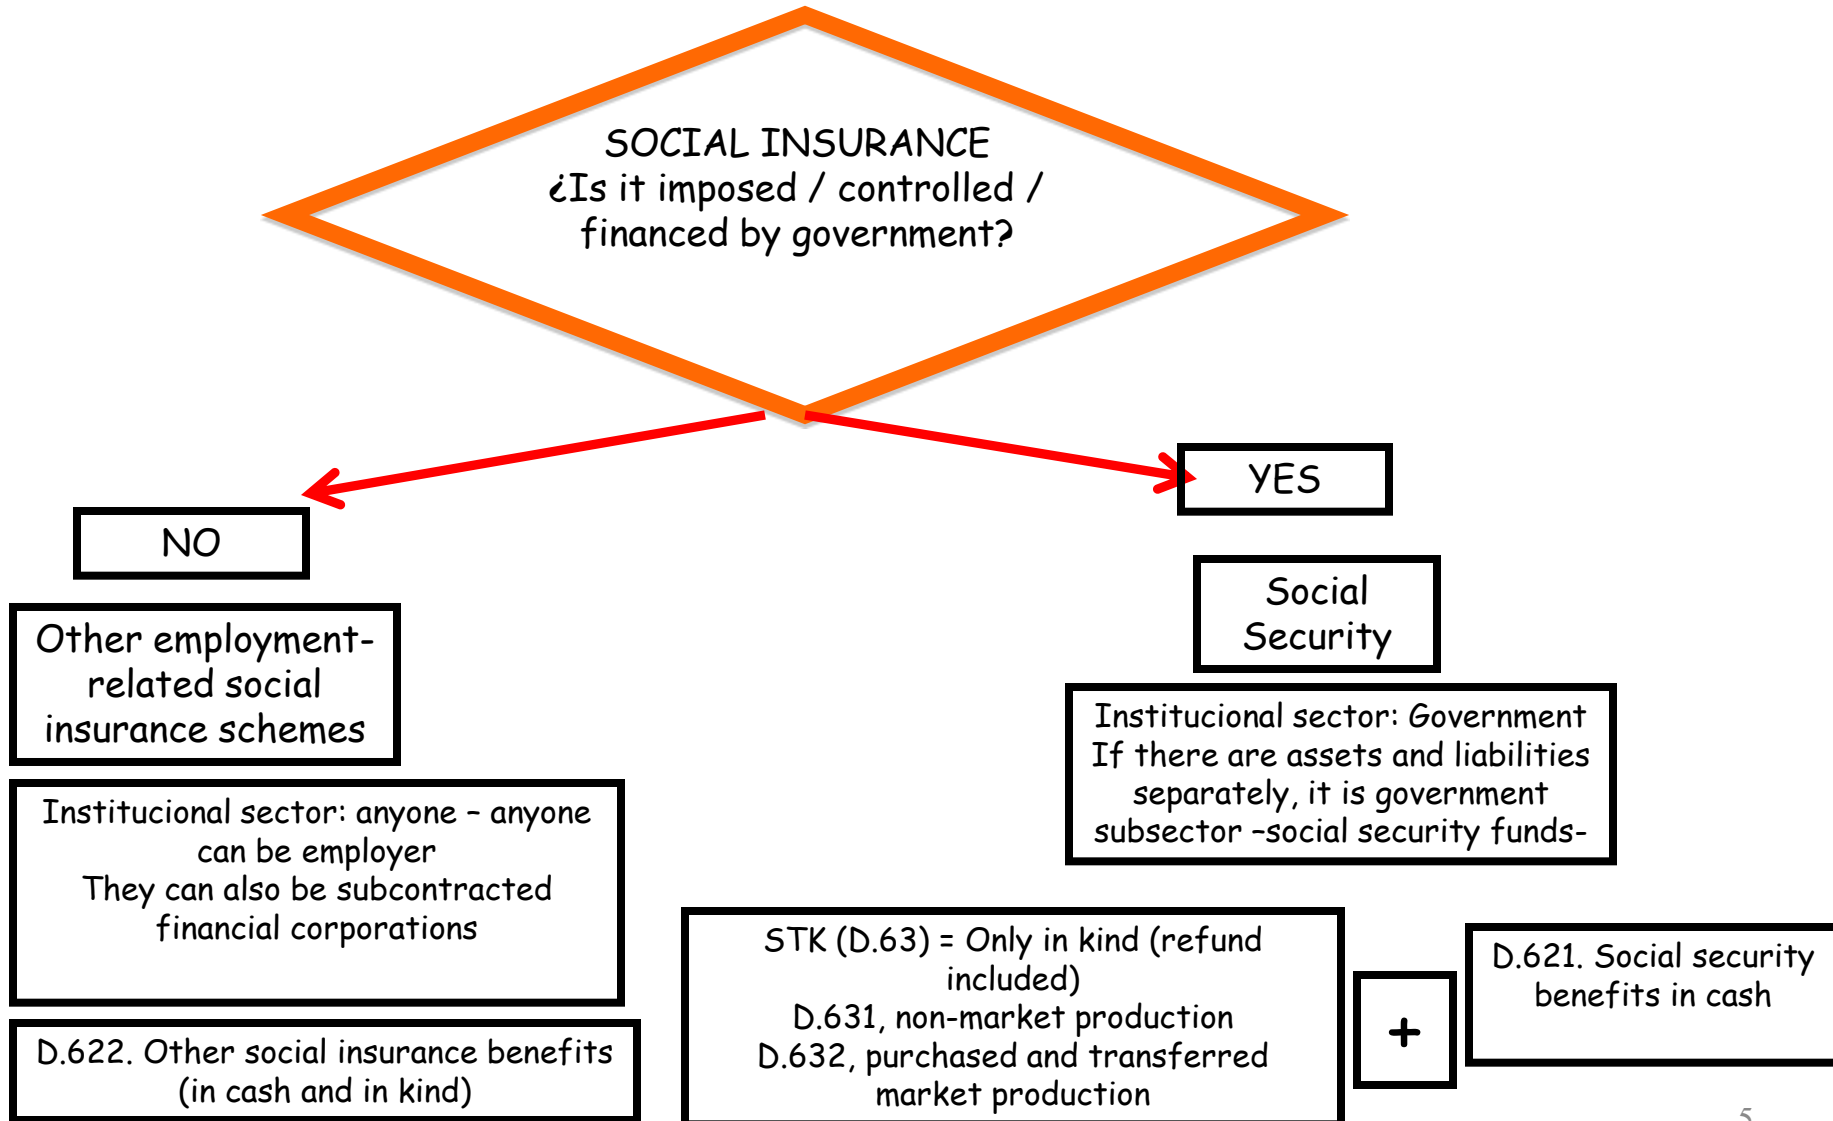 SOCIAL INSURANCE
¿Is it imposed / controlled /
financed by government?
NO
YES
Other employment-
related social
insurance schemes
Social
Security
Institucional sector: anyone – anyone
can be employer
They can also be subcontracted
financial corporations
Institucional sector: Government
If there are assets and liabilities
separately, it is government
subsector –social security funds-
D.622. Other social insurance benefits
(in cash and in kind)
STK (D.63) = Only in kind (refund
included)
D.631, non-market production
D.632, purchased and transferred
market production
+
D.621. Social security
benefits in cash
5